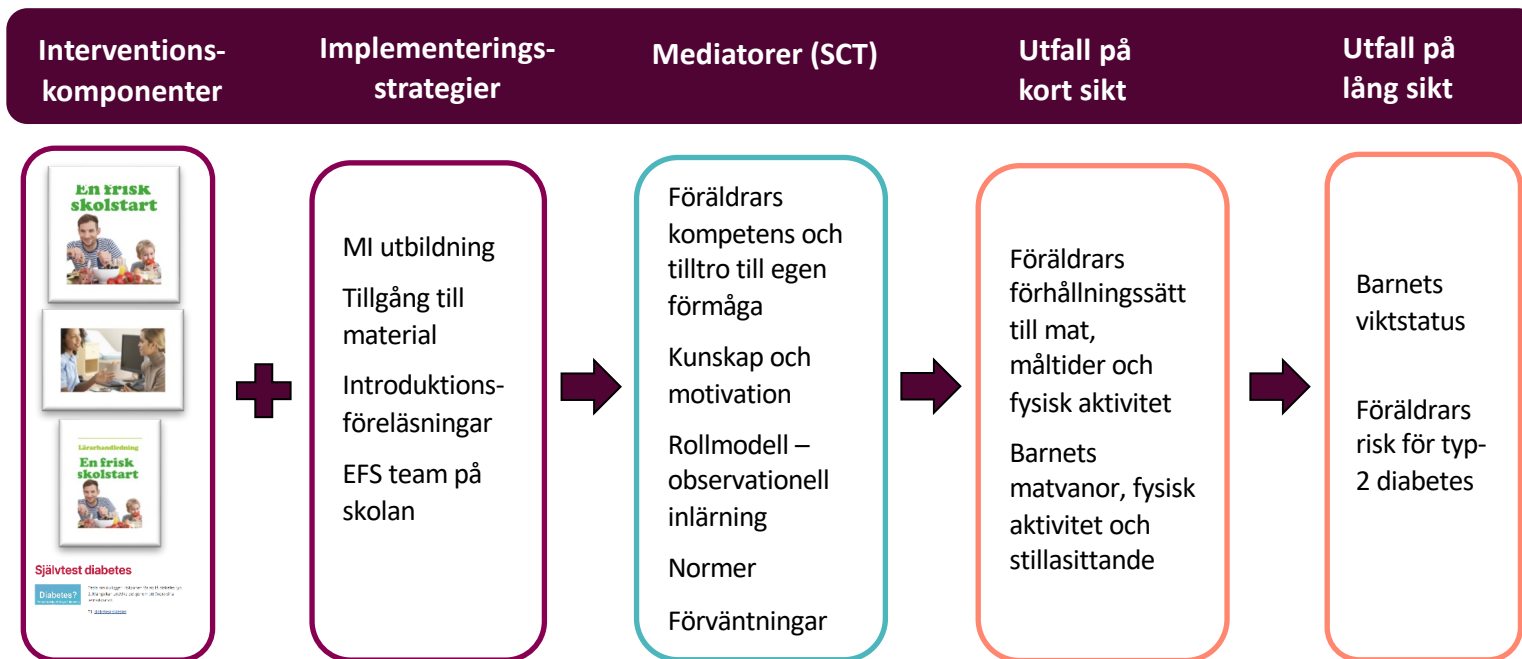 Interventions-
komponenter
Implementerings-
strategier
Mediatorer (SCT)
Utfall på
kort sikt
Utfall på
lång sikt
En frisk
skolstart
Lärarhandledning
En frisk
skolstart
Självtest diabetes
Diabetes?
MI utbildning
Tillgång till
material
Introduktions-
föreläsningar
EFS team på
skolan
Föräldrars
kompetens och
tilltro till egen
förmåga
Kunskap och
motivation
Rollmodell –
observationell
inlärning
Normer
Förväntningar
Föräldrars
förhållningssätt
till mat,
måltider och
fysisk aktivitet
Barnets
matvanor, fysisk
aktivitet och
stillasittande
Barnets
viktstatus
Föräldrars
risk för typ-
2 diabetes